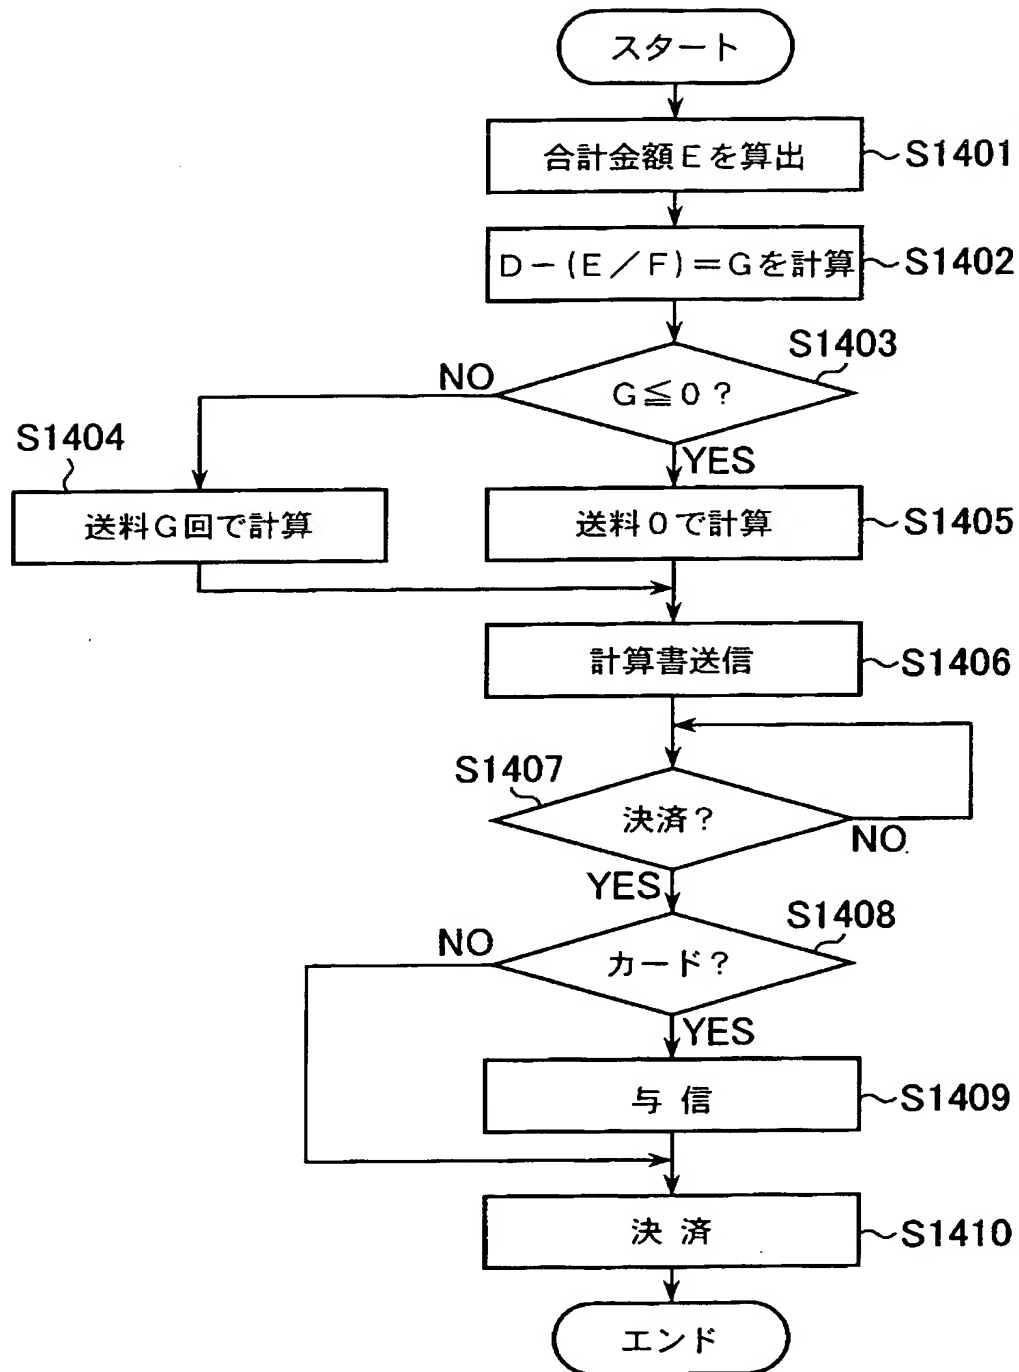 スタート
合計金額Eを算出
S1401
D－(E／F)＝Gを計算
S1402
S1403
NO
G≦0？
YES
S1404
送料G回で計算
送料0で計算
S1405
計算書送信
S1406
S1407
決済？
NO
YES
S1408
NO
カード？
YES
与信
S1409
決済
S1410
エンド